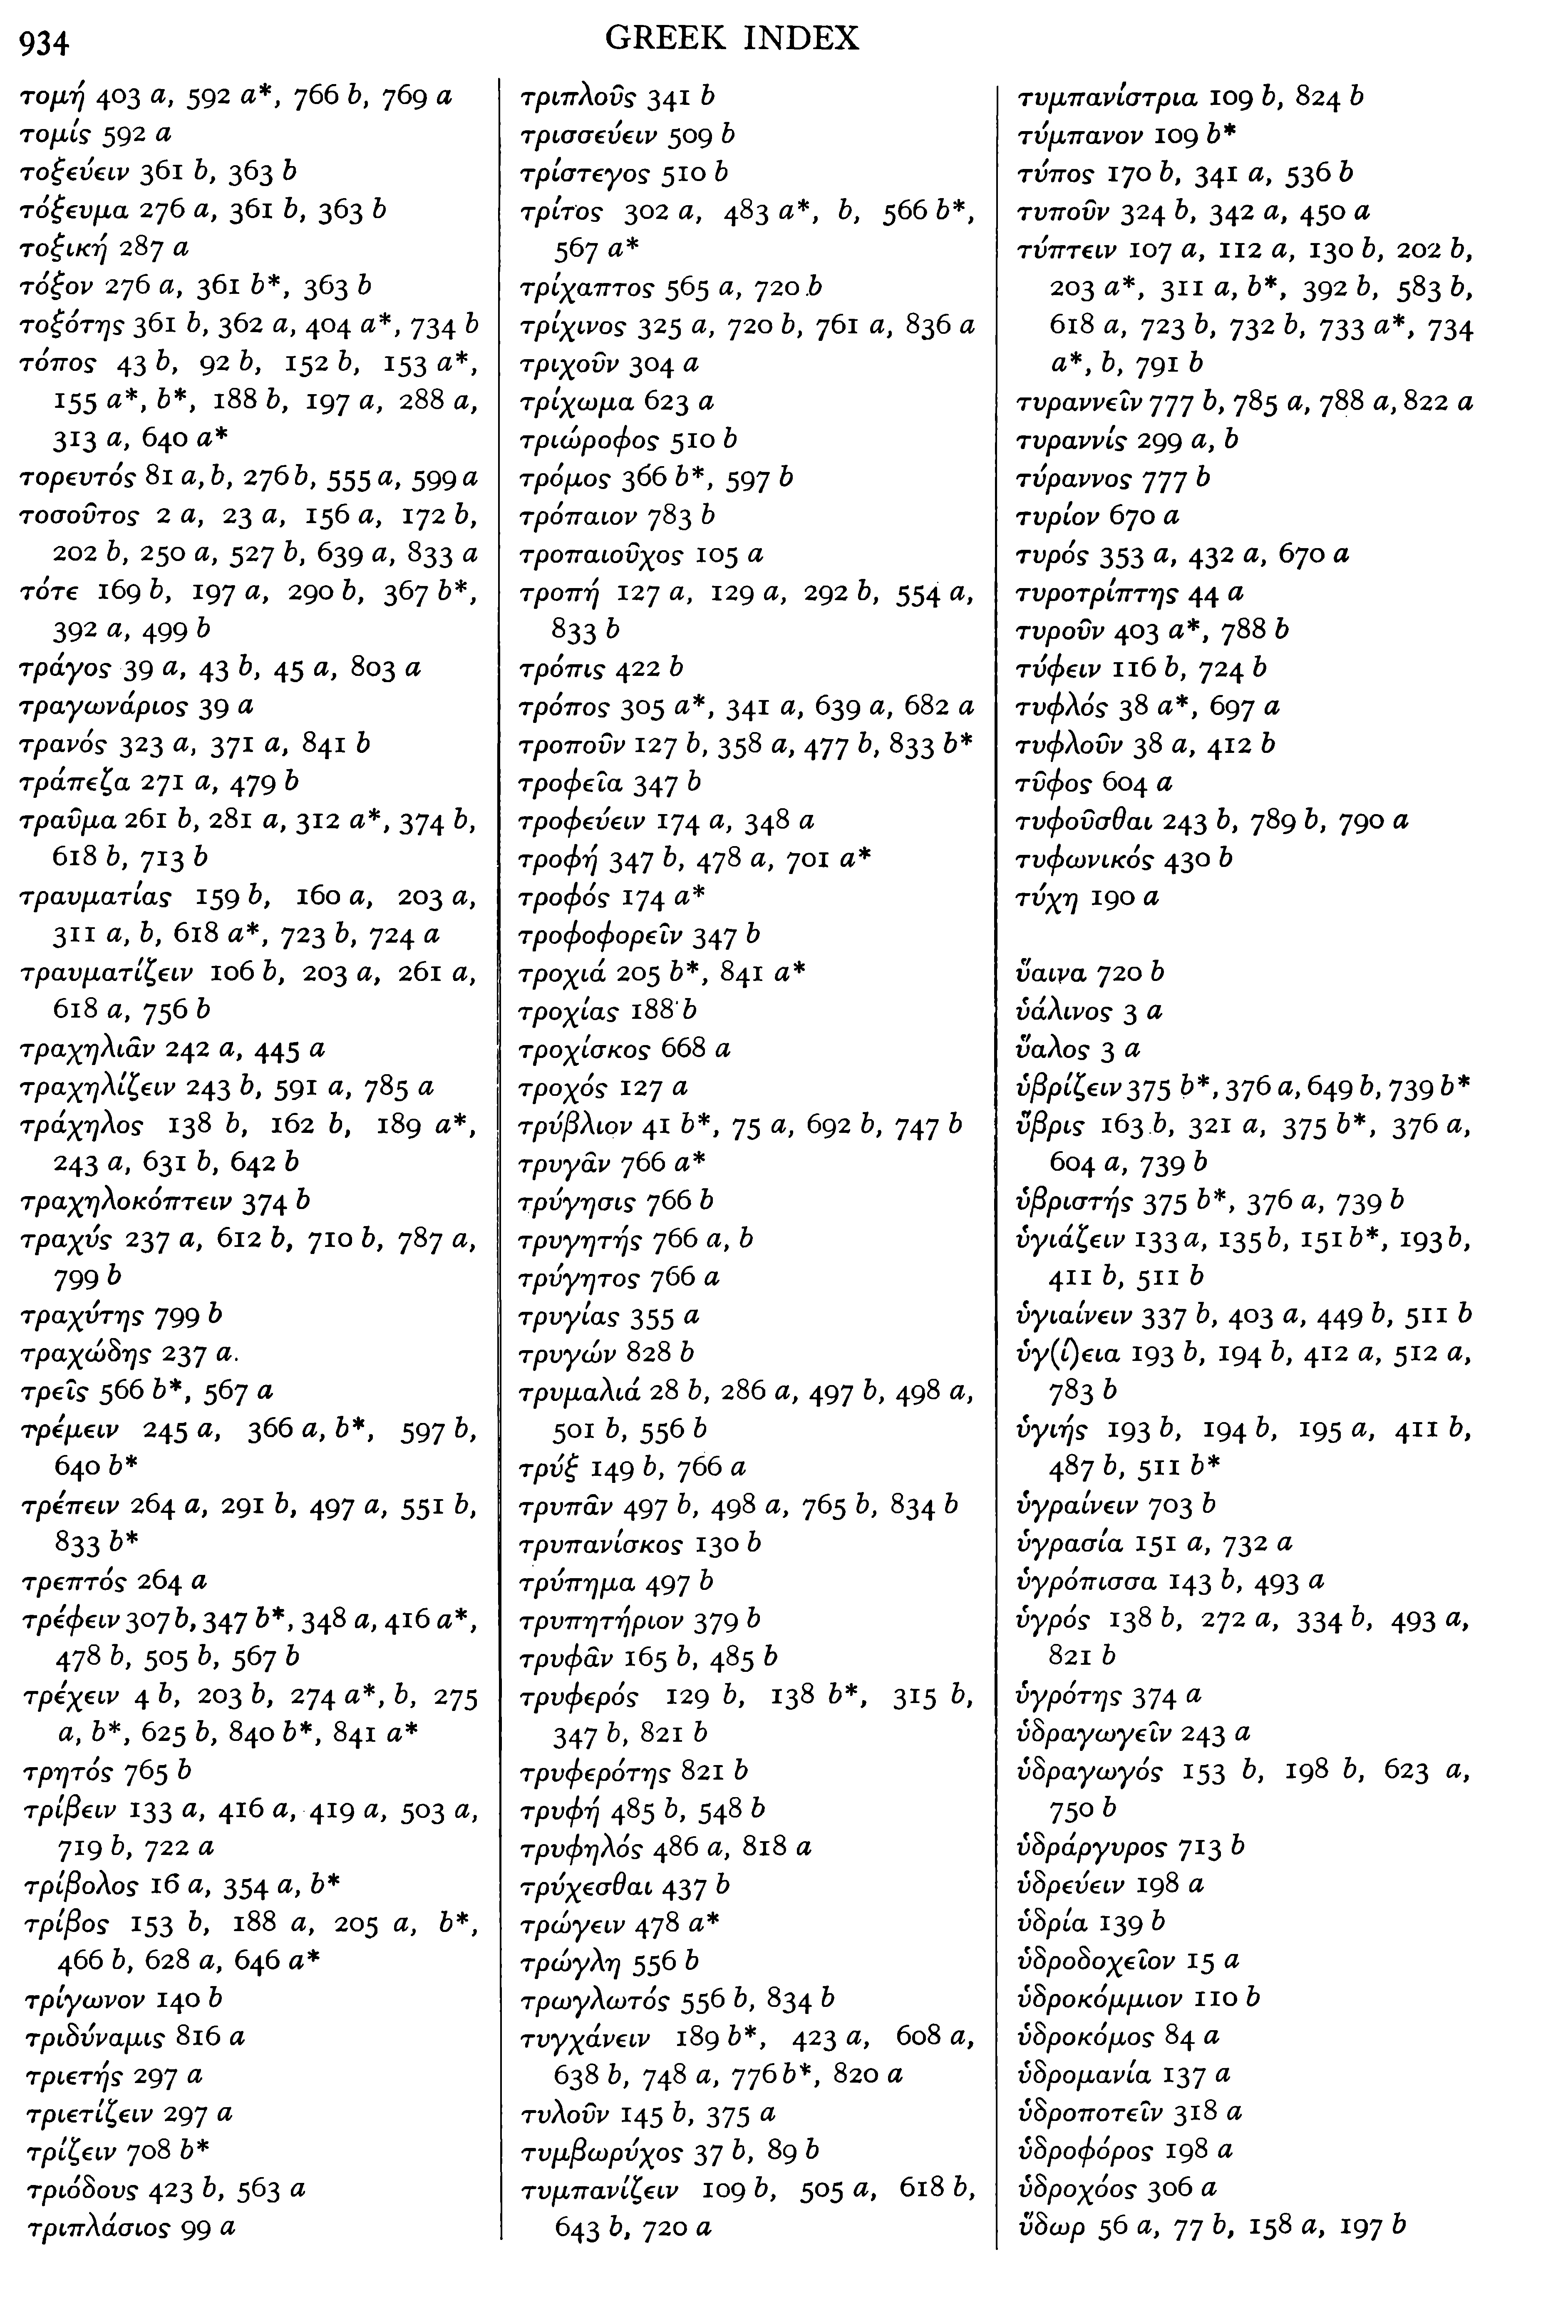 934
GREEK INDEX
τομή 403 a, 592 a*, 766 b, 769 a
τομίς 592 a
τοξεύειν 361 b, 363 b
τόξευμα 276 a, 361 b, 363 b
τοξική 287 a
τόξον 276 a, 361 b*, 363 b
τοξότης 361 b, 362 a, 404 a*, 734 b
τόπος 43 b, 92 b, 152 b, 153 a*,
155 a*, b*, 188 b, 197 a, 288 a,
313 a, 640 a*
τορευτός 81 a, b, 276 b, 555 a, 599 a
τοσοῦτος 2 a, 23 a, 156 a, 172 b,
202 b, 250 a, 527 b, 639 a, 833 a
τότε 169 b, 197 a, 290 b, 367 b*,
392 a, 499 b
τράγος 39 a, 43 b, 45 a, 803 a
τραγωνάριος 39 a
τρανός 323 a, 371 a, 841 b
τράπεζα 271 a, 479 b
τραῦμα 261 b, 281 a, 312 a*, 374 b,
618 b, 713 b
τραυματίας 159 b, 160 a, 203 a,
311 a, b, 618 a*, 723 b, 724 a
τραυματίζειν 106 b, 203 a, 261 a,
618 a, 756 b
τραχηλιᾶν 242 a, 445 a
τραχηλίζειν 243 b, 591 a, 785 a
τράχηλος 138 b, 162 b, 189 a*,
243 a, 631 b, 642 b
τραχηλοκόπτειν 374 b
τραχύς 237 a, 612 b, 710 b, 787 a,
799 b
τραχύτης 799 b
τραχώδης 237 a.
τρεῖς 566 b*, 567 a
τρέμειν 245 a, 366 a, b*, 597 b,
640 b*
τρέπειν 264 a, 291 b, 497 a, 551 b,
833 b*
τρεπτός 264 a
τρέφειν 307 b, 347 b*, 348 a, 416 a*,
478 b, 505 b, 567 b
τρέχειν 4 b, 203 b, 274 a*, b, 275
a, b*, 625 b, 840 b*, 841 a*
τρητός 765 b
τρίβειν 133 a, 416 a, 419 a, 503 a,
719 b, 722 a
τρίβολος 16 a, 354 a, b*
τρίβος 153 b, 188 a, 205 a, b*,
466 b, 628 a, 646 a*
τρίγωνον 140 b
τριδύναμις 816 a
τριετής 297 a
τριετίζειν 297 a
τρίζειν 708 b*
τριόδους 423 b, 563 a
τριπλάσιος 99 a
τριπλοῦς 341 b
τρισσεύειν 509 b
τρίστεγος 510 b
τρίτος 302 a, 483 a*, b, 566 b*,
567 a*
τρίχαπτος 565 a, 720 b
τρίχινος 325 a, 720 b, 761 a, 836 a
τριχοῦν 304 a
τρίχωμα 623 a
τριώροφος 510 b
τρόμος 366 b*, 597 b
τρόπαιον 783 b
τροπαιοῦχος 105 a
τροπή 127 a, 129 a, 292 b, 554 a,
833 b
τρόπις 422 b
τρόπος 305 a*, 341 a, 639 a, 682 a
τροποῦν 127 b, 358 a, 477 b, 833 b*
τροφεῖα 347 b
τροφεύειν 174 a, 348 a
τροφή 347 b, 478 a, 701 a*
τροφός 174 a*
τροφοφορεῖν 347 b
τροχιά 205 b*, 841 a*
τροχίας 188 b
τροχίσκος 668 a
τροχός 127 a
τρύβλιον 41 b*, 75 a, 692 b, 747 b
τρυγᾶν 766 a*
τρύγησις 766 b
τρυγητής 766 a, b
τρύγητος 766 a
τρυγίας 355 a
τρυγών 828 b
τρυμαλιά 28 b, 286 a, 497 b, 498 a,
501 b, 556 b
τρύξ 149 b, 766 a
τρυπᾶν 497 b, 498 a, 765 b, 834 b
τρυπανίσκος 130 b
τρύπημα 497 b
τρυπητήριον 379 b
τρυφᾶν 165 b, 485 b
τρυφερός 129 b, 138 b*, 315 b,
347 b, 821 b
τρυφερότης 821 b
τρυφή 485 b, 548 b
τρυφηλός 486 a, 818 a
τρύχεσθαι 437 b
τρώγειν 478 a*
τρώγλη 556 b
τρωγλωτός 556 b, 834 b
τυγχάνειν 189 b*, 423 a, 608 a,
638 b, 748 a, 776 b*, 820 a
τυλοῦν 145 b, 375 a
τυμβωρύχος 37 b, 89 b
τυμπανίζειν 109 b, 505 a, 618 b,
643 b, 720 a
τυμπανίστρια 109 b, 824 b
τύμπανον 109 b*
τύπος 170 b, 341 a, 536 b
τυποῦν 324 b, 342 a, 450 a
τύπτειν 107 a, 112 a, 130 b, 202 b,
203 a*, 311 a, b*, 392 b, 583 b,
618 a, 723 b, 732 b, 733 a*, 734
a*, b, 791 b
τυραννεῖν 777 b, 785 a, 788 a, 822 a
τυραννίς 299 a, b
τύραννος 777 b
τυρίον 670 a
τυρός 353 a, 432 a, 670 a
τυροτρίπτης 44 a
τυροῦν 403 a*, 788 b
τύφειν 116 b, 724 b
τυφλός 38 a*, 697 a
τυφλοῦν 38 a, 412 b
τῦφος 604 a
τυφοῦσθαι 243 b, 789 b, 790 a
τυφωνικός 430 b
τύχη 190 a
ὕαινα 720 b
ὑάλινος 3 a
ὕαλος 3 a
ὑβρίζειν 375 b*, 376 a, 649 b, 739 b*
ὕβρις 163 b, 321 a, 375 b*, 376 a,
604 a, 739 b
ὑβριστής 375 b*, 376 a, 739 b
ὑγιάζειν 133 a, 135 b, 151 b*, 193 b,
411 b, 511 b
ὑγιαίνειν 337 b, 403 a, 449 b, 511 b
ὑγ(ί)εια 193 b, 194 b, 412 a, 512 a,
783 b
ὑγιής 193 b, 194 b, 195 a, 411 b,
487 b, 511 b*
ὑγραίνειν 703 b
ὑγρασία 151 a, 732 a
ὑγρόπισσα 143 b, 493 a
ὑγρός 138 b, 272 a, 334 b, 493 a,
821 b
ὑγρότης 374 a
ὑδραγωγεῖν 243 a
ὑδραγωγός 153 b, 198 b, 623 a,
750 b
ὑδράργυρος 713 b
ὑδρεύειν 198 a
ὑδρία 139 b
ὑδροδοχεῖον 15 a
ὑδροκόμμιον 110 b
ὑδροκόμος 84 a
ὑδρομανία 137 a
ὑδροποτεῖν 318 a
ὑδροφόρος 198 a
ὑδροχόος 306 a
ὕδωρ 56 a, 77 b, 158 a, 197 b